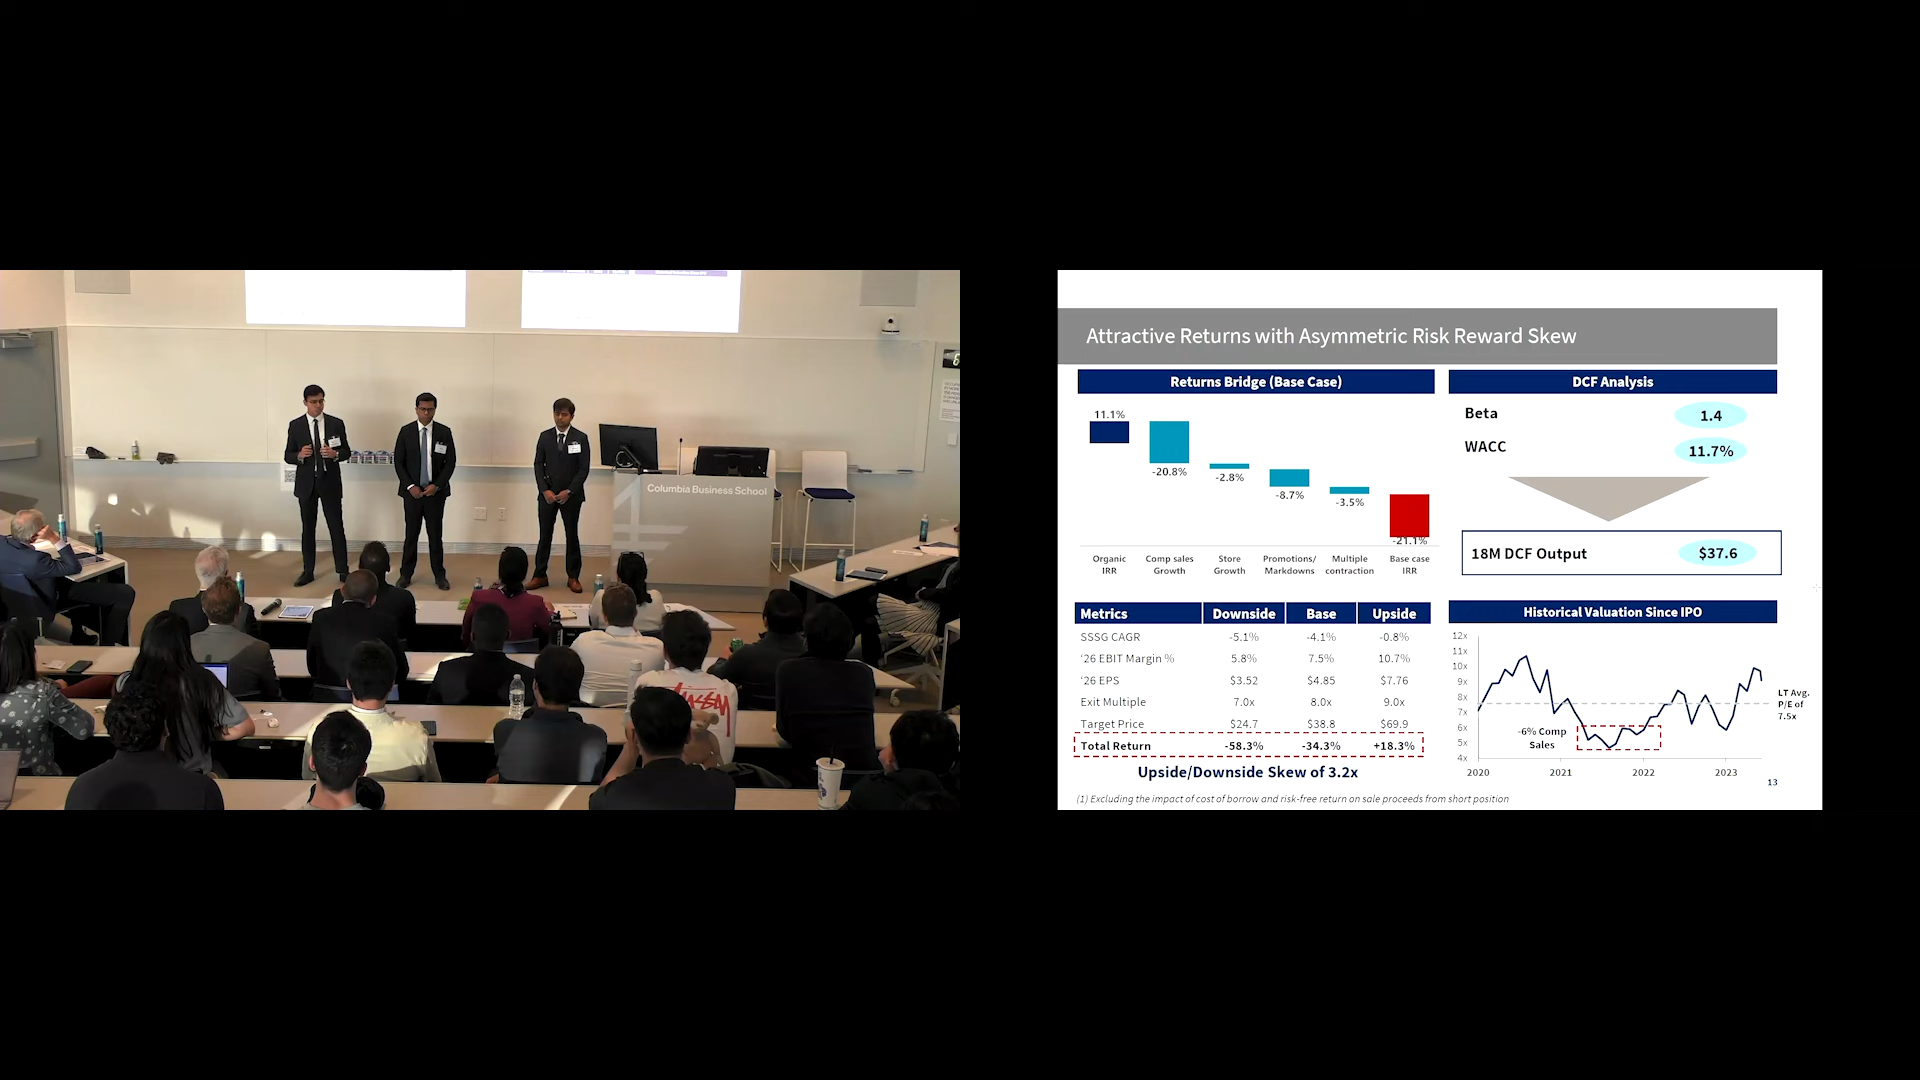 Columbia Business School
STÜSSY
6
Attractive Returns with Asymmetric Risk Reward Skew
Returns Bridge (Base Case)
11.1%
-20.8%
-2.8%
-8.7%
-3.5%
-21.1%
Organic IRR
Comp sales Growth
Store Growth
Promotions/ Markdowns
Multiple contraction
Base case IRR
DCF Analysis
Beta 1.4
WACC 11.7%
18M DCF Output $37.6
Metrics Downside Base Upside
SSSG CAGR -5.1% -4.1% -0.8%
‘26 EBIT Margin % 5.8% 7.5% 10.7%
‘26 EPS $3.52 $4.85 $7.76
Exit Multiple 7.0x 8.0x 9.0x
Target Price $24.7 $38.8 $69.9
Total Return -58.3% -34.3% +18.3%
Upside/Downside Skew of 3.2x
Historical Valuation Since IPO
12x
11x
10x
9x
8x
7x
6x
5x
4x
-6% Comp
Sales
LT Avg.
P/E of
7.5x
2020 2021 2022 2023
13
(1) Excluding the impact of cost of borrow and risk-free return on sale proceeds from short position